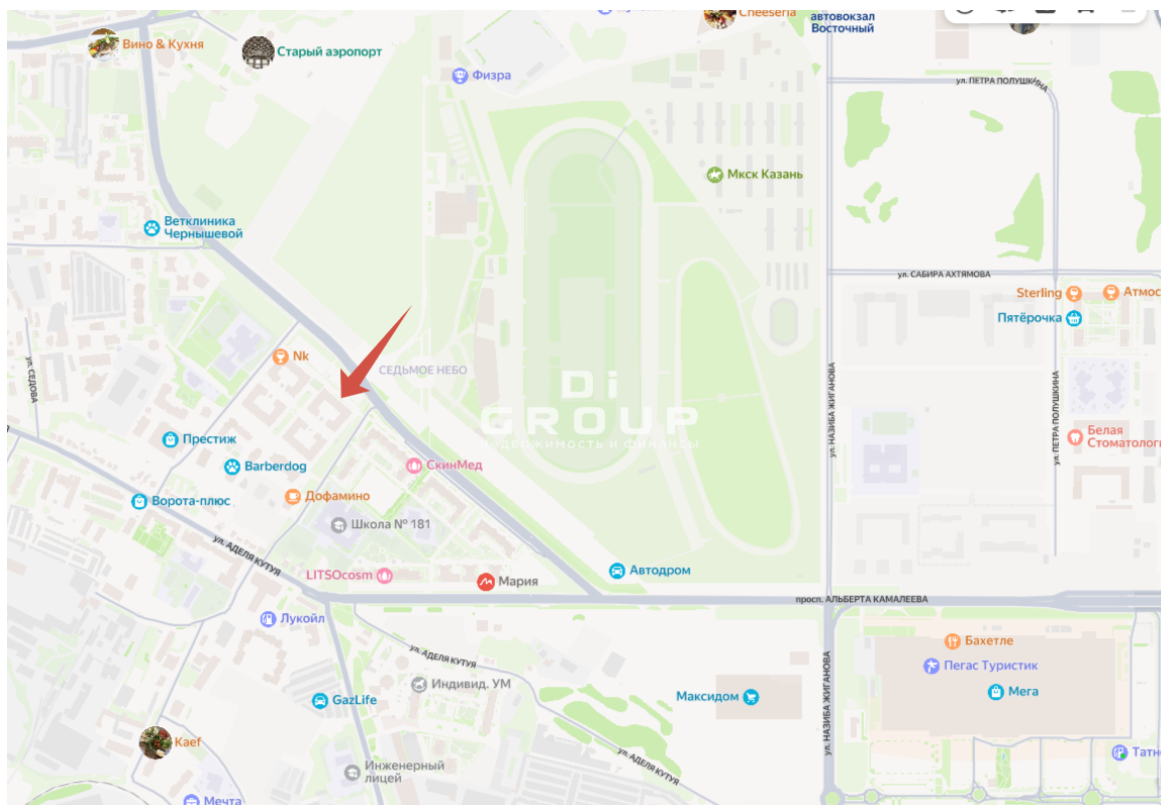 Cheeseria
автовокзал
Восточный
Вино & Кухня
Старый аэропорт
Физра
ул. ПЕТРА ПОЛУШКИНА
Мкск Казань
Ветклиника
Чернышевой
ул. САБИРА АХТЯМОВА
Sterling
Атмос
Пятёрочка
Nk
СЕДЬМОЕ НЕБО
ул. СЕДОВА
Di
GROUP
НЕДВИЖИМОСТЬ И ФИНАНСЫ
ул. НАЗИБА ЖИГАНОВА
ул. ПЕТРА ПОЛУШКИНА
Белая
Стоматологи
Престиж
Barberdog
СкинМед
Ворота-плюс
Дофамино
Школа № 181
ул. АДЕЛЯ КУТУЯ
LITSOcosm
Мария
Автодром
просп. АЛЬБЕРТА КАМАЛЕЕВА
Лукойл
Бахетле
ул. АДЕЛЯ КУТУЯ
Пегас Туристик
Индивид. УМ
Максидом
Мега
GazLife
ул. НАЗИБА ЖИГАНОВА
Kaef
ул. АДЕЛЯ КУТУЯ
Татн
Инженерный
лицей
Мечта